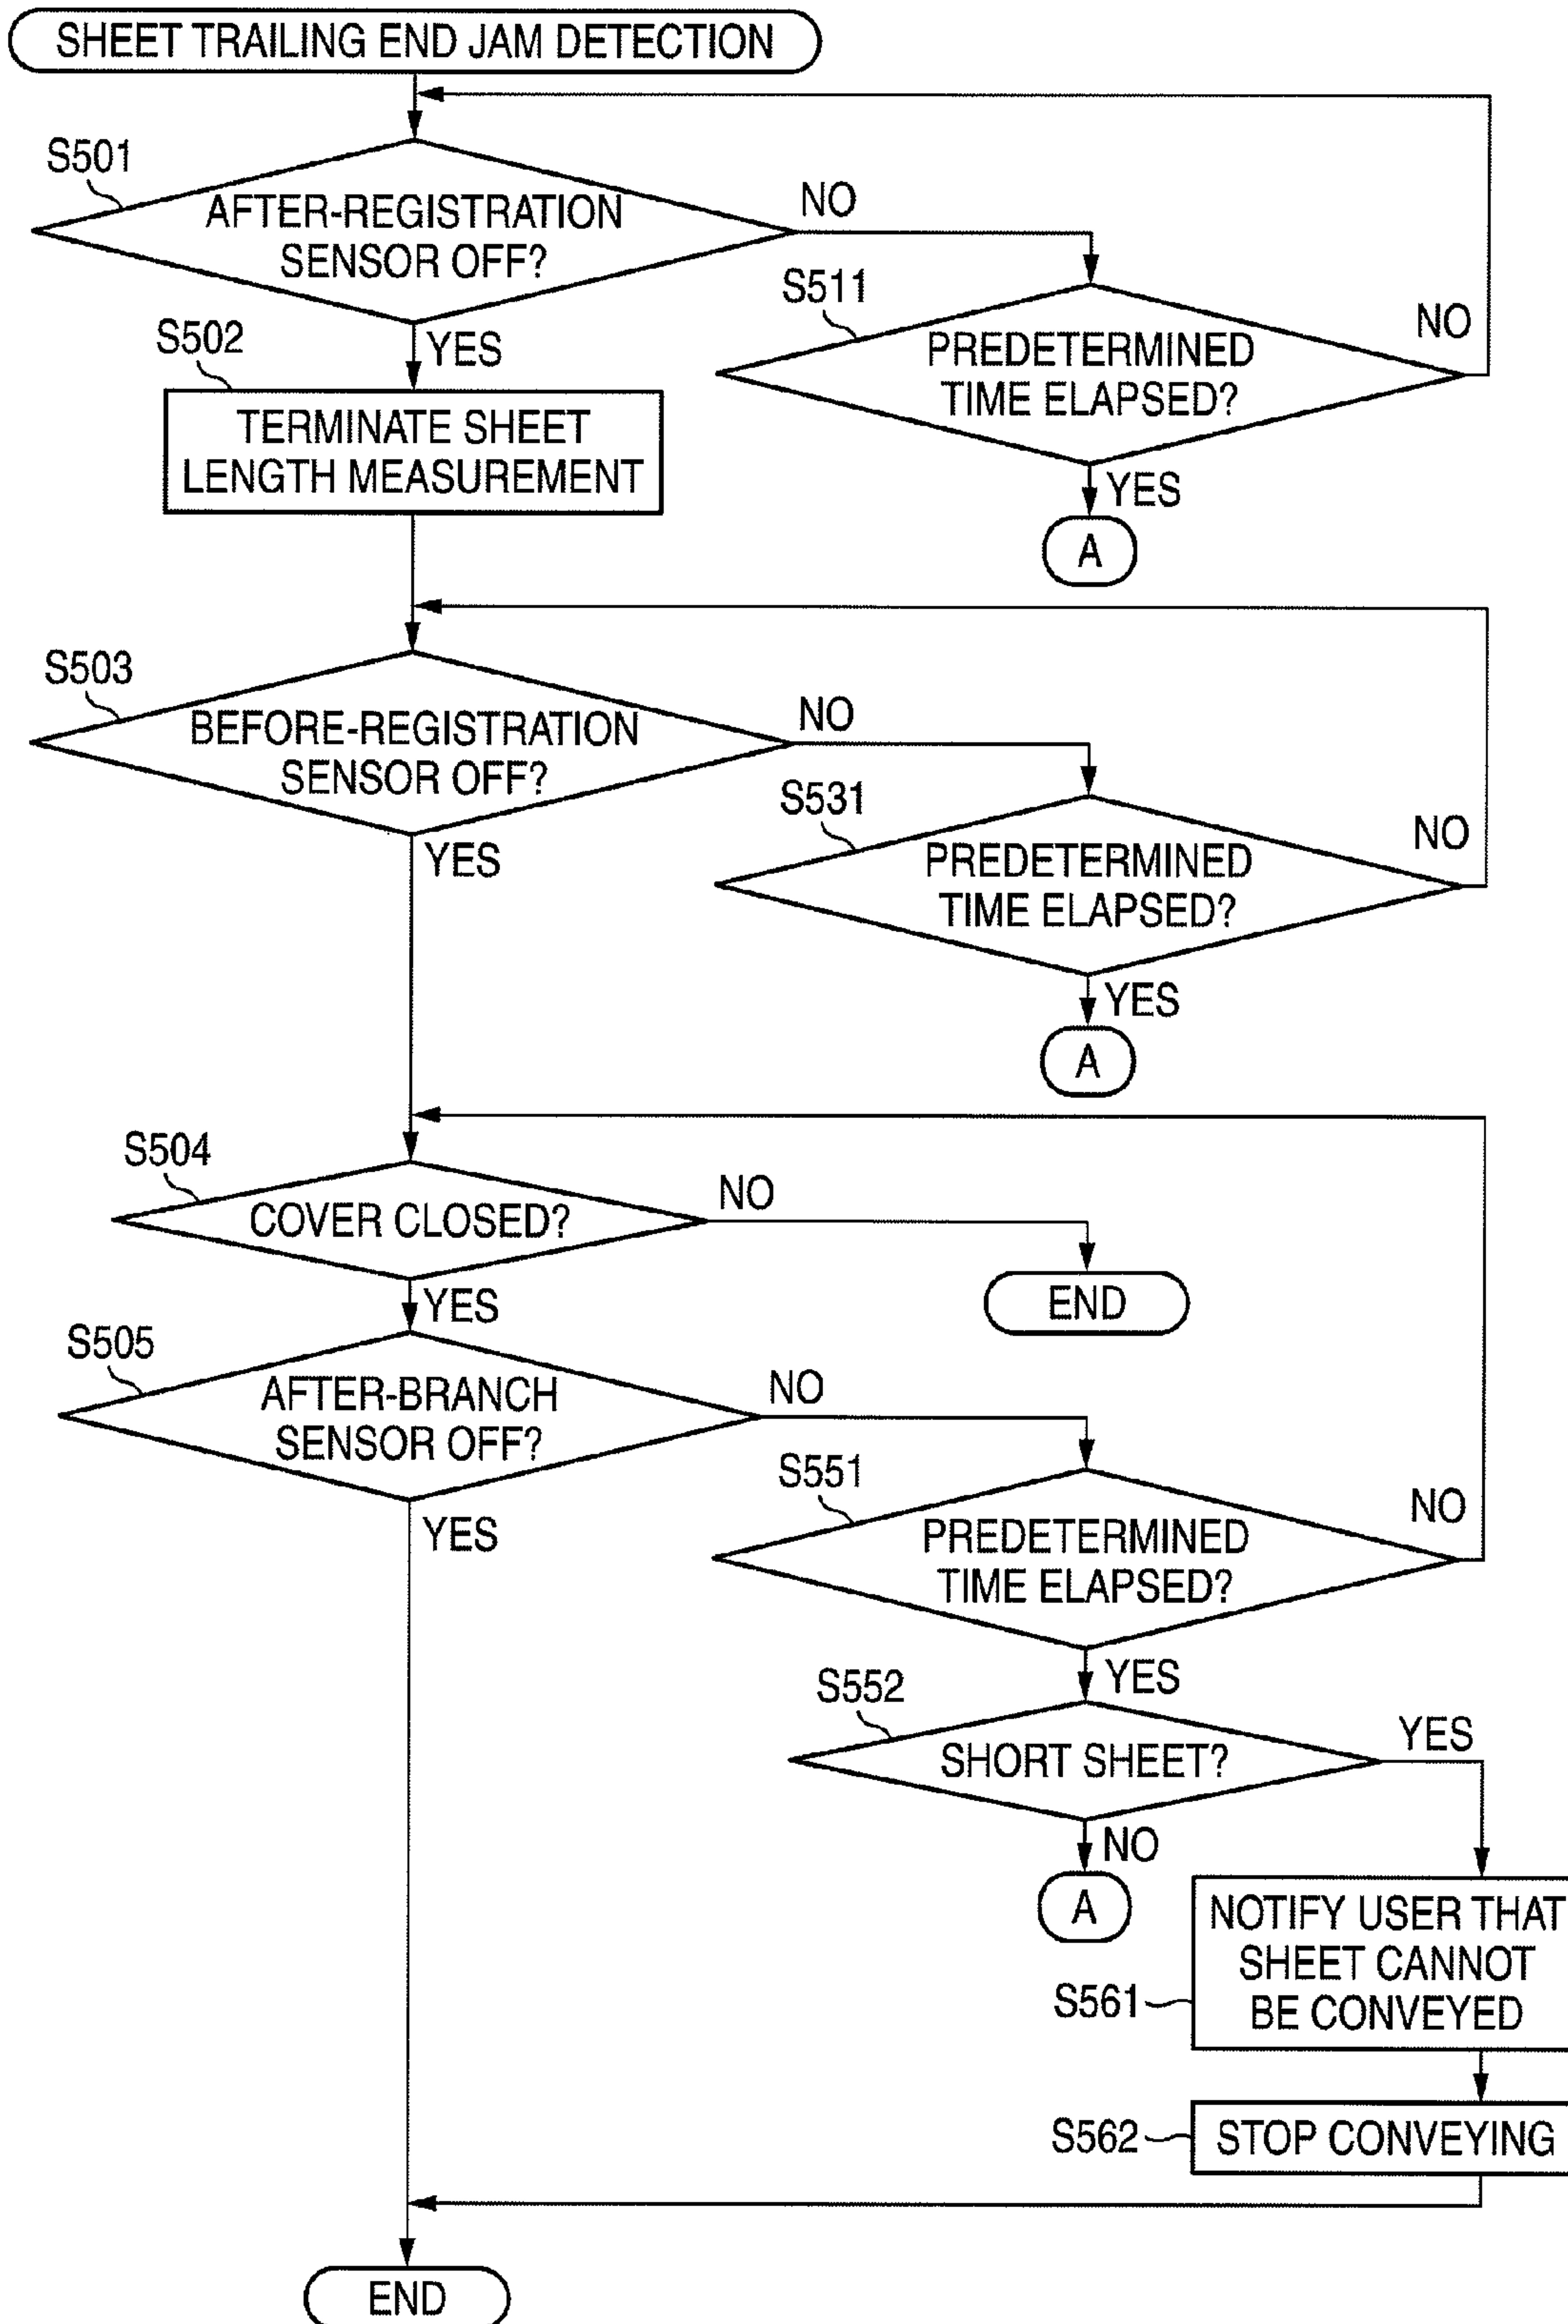 SHEET TRAILING END JAM DETECTION
S501
AFTER-REGISTRATION
SENSOR OFF?
NO
YES
S511
PREDETERMINED
TIME ELAPSED?
NO
YES
A
S502
TERMINATE SHEET
LENGTH MEASUREMENT
S503
BEFORE-REGISTRATION
SENSOR OFF?
NO
YES
S531
PREDETERMINED
TIME ELAPSED?
NO
YES
A
S504
COVER CLOSED?
NO
END
YES
S505
AFTER-BRANCH
SENSOR OFF?
NO
YES
S551
PREDETERMINED
TIME ELAPSED?
NO
YES
S552
SHORT SHEET?
YES
NO
A
NOTIFY USER THAT
SHEET CANNOT
BE CONVEYED
S561
S562
STOP CONVEYING
END